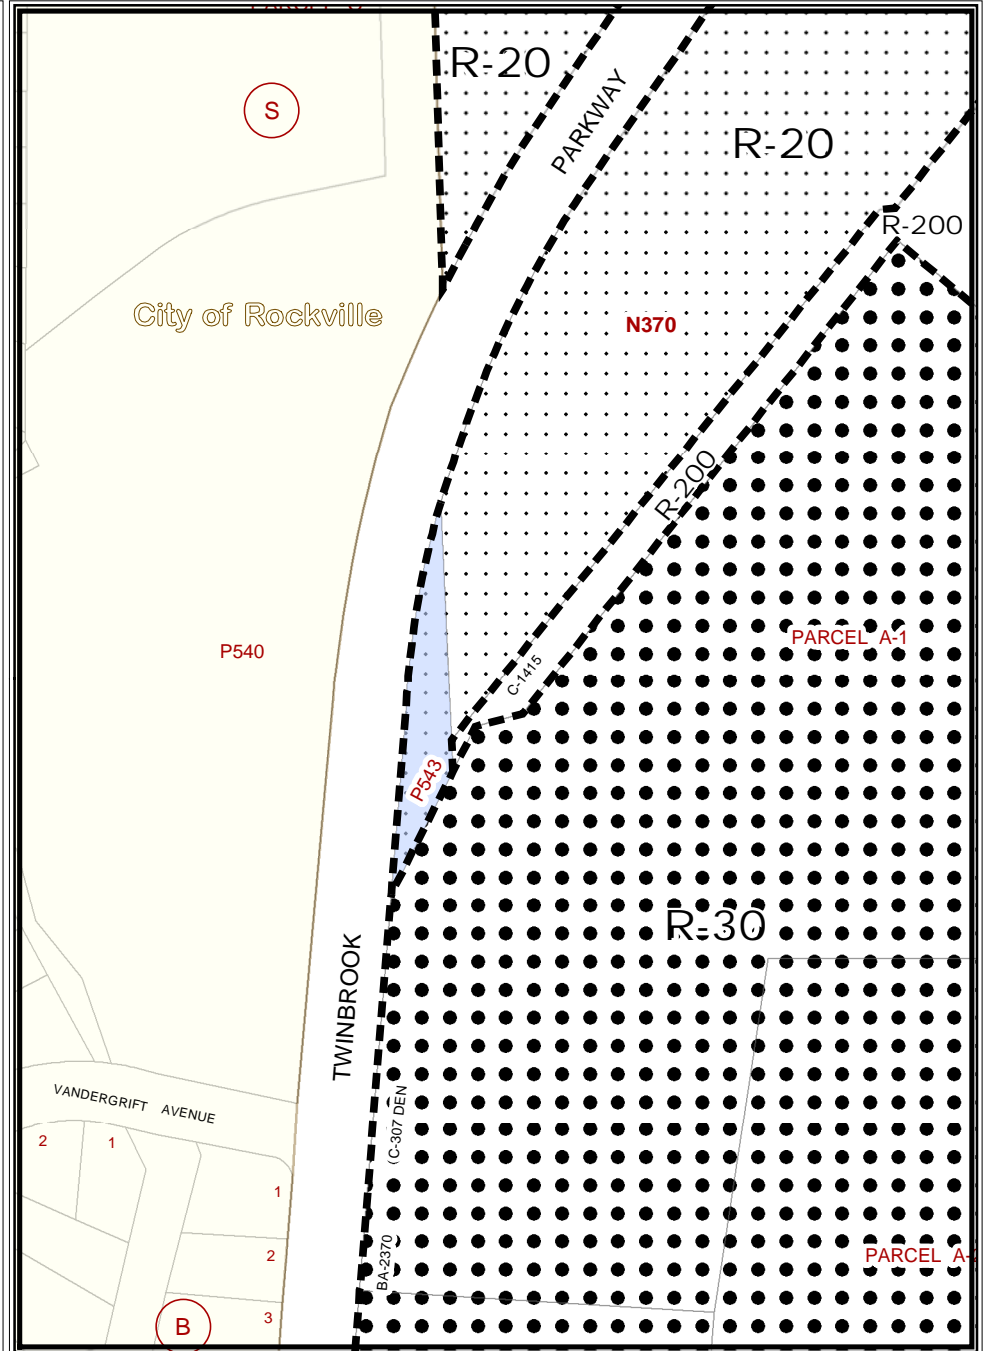 R-20
S
PARKWAY
R-20
R-200
City of Rockville
N370
R-200
PARCEL A-1
P540
C-1415
P543
R-30
TWINBROOK
VANDERGRIFT AVENUE
(C-307 DEN
2
1
1
2
BA-2370
PARCEL A-
3
B